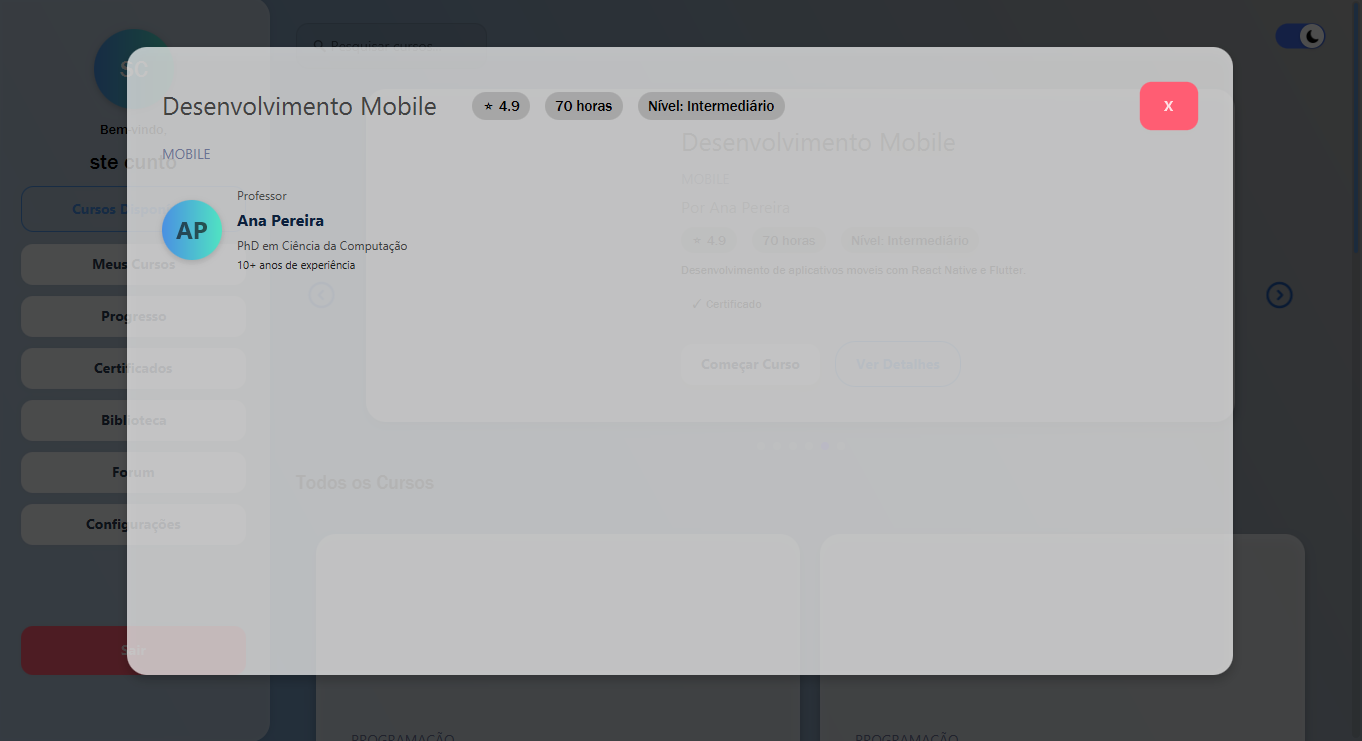 Pesquisar cursos
SC
Bem-vindo,
ste cunto
Cursos Dispon
Meus Cursos
Progresso
Certificados
Biblioteca
Forum
Configurações
Sair
Desenvolvimento Mobile
★ 4.9
70 horas
Nível: Intermediário
X
MOBILE
Professor
AP
Ana Pereira
PhD em Ciência da Computação
10+ anos de experiência
Desenvolvimento Mobile
MOBILE
Por Ana Pereira
★ 4.9
70 horas
Nível: Intermediário
Desenvolvimento de aplicativos móveis com React Native e Flutter.
✓ Certificado
Começar Curso
Ver Detalhes
Todos os Cursos
PROGRAMAÇÃO
PROGRAMAÇÃO